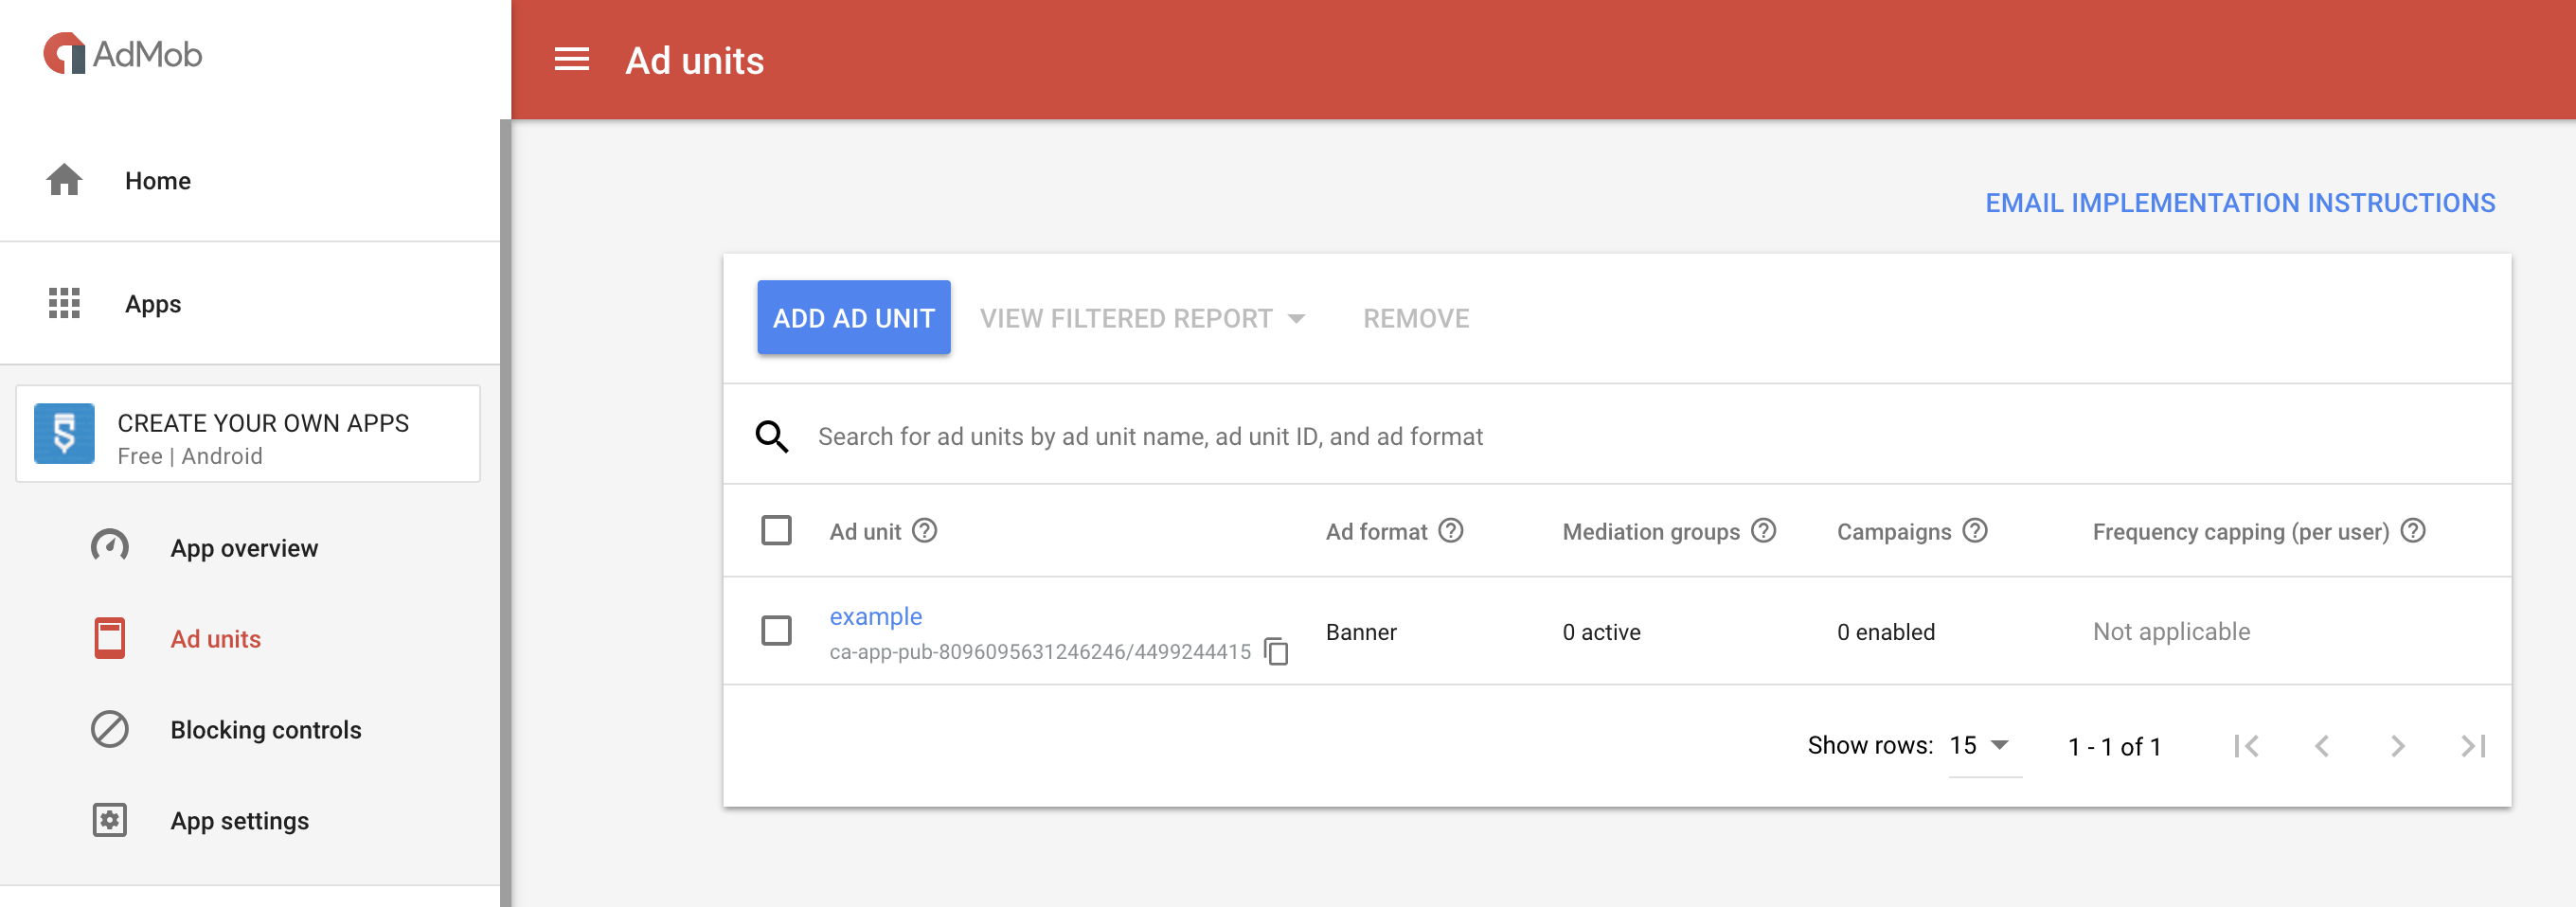 AdMob
Ad units
Home
Apps
CREATE YOUR OWN APPS
Free | Android
App overview
Ad units
Blocking controls
App settings
EMAIL IMPLEMENTATION INSTRUCTIONS
ADD AD UNIT VIEW FILTERED REPORT REMOVE
Search for ad units by ad unit name, ad unit ID, and ad format
Ad unit Ad format Mediation groups Campaigns Frequency capping (per user)
example
ca-app-pub-8096095631246246/4499244415
Banner 0 active 0 enabled Not applicable
Show rows: 15 1 - 1 of 1